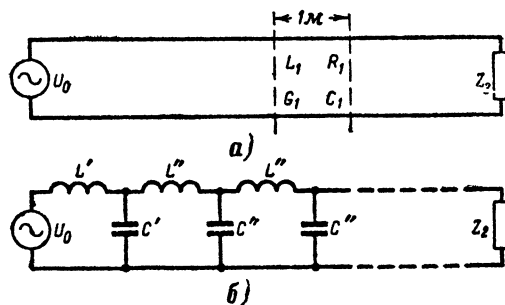 1м
U₀
L₁ R₁
G₁ C₁
Z₂
а)
L' L" L"
U₀
C' C" C"
Z₂
б)